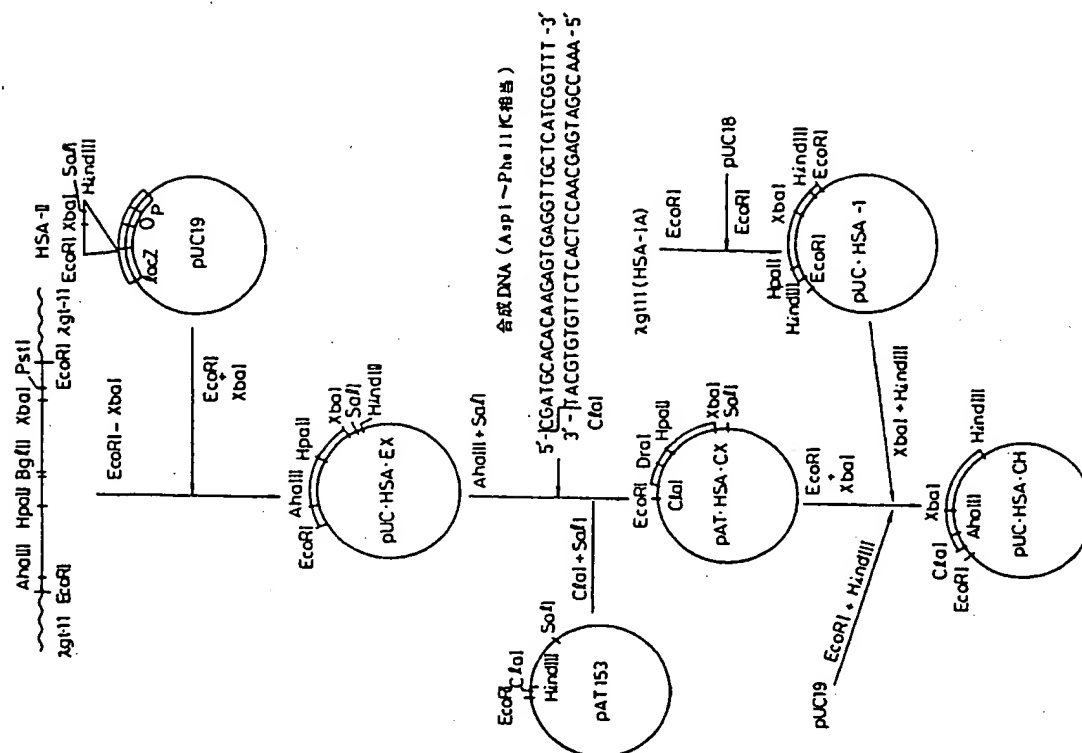 HSA-II
λgt-11 EcoRI
AhaIII HpaII BglII XbaI PstI
EcoRI λgt-11
EcoRI XbaI SalI
HindIII
lacZ O P
pUC19
EcoRI-XbaI
EcoRI
+
XbaI
EcoRI AhaIII HpaII
XbaI
SalI
HindIII
pUC·HSA·EX
AhaIII+SalI
合成DNA (Asp1~Phe11に相当)
5'-CGATGCACACAAGAGTGAGGTTGCTCATCGGTTT-3'
3'-TACGTGTGTTCTCACTCCAACGAGTAGCCAAA-5'
ClaI
EcoRI ClaI
HindIII SalI
pAT153
ClaI+SalI
EcoRI DraI HpaII
ClaI
XbaI
SalI
pAT·HSA·CX
λgt11(HSA-1A)
EcoRI
pUC18
EcoRI
HpaII XbaI HindIII
HindIII EcoRI EcoRI
pUC·HSA-1
EcoRI
+
XbaI
XbaI+HindIII
pUC19
EcoRI+HindIII
ClaI XbaI
EcoRI AhaIII
HindIII
pUC·HSA·CH